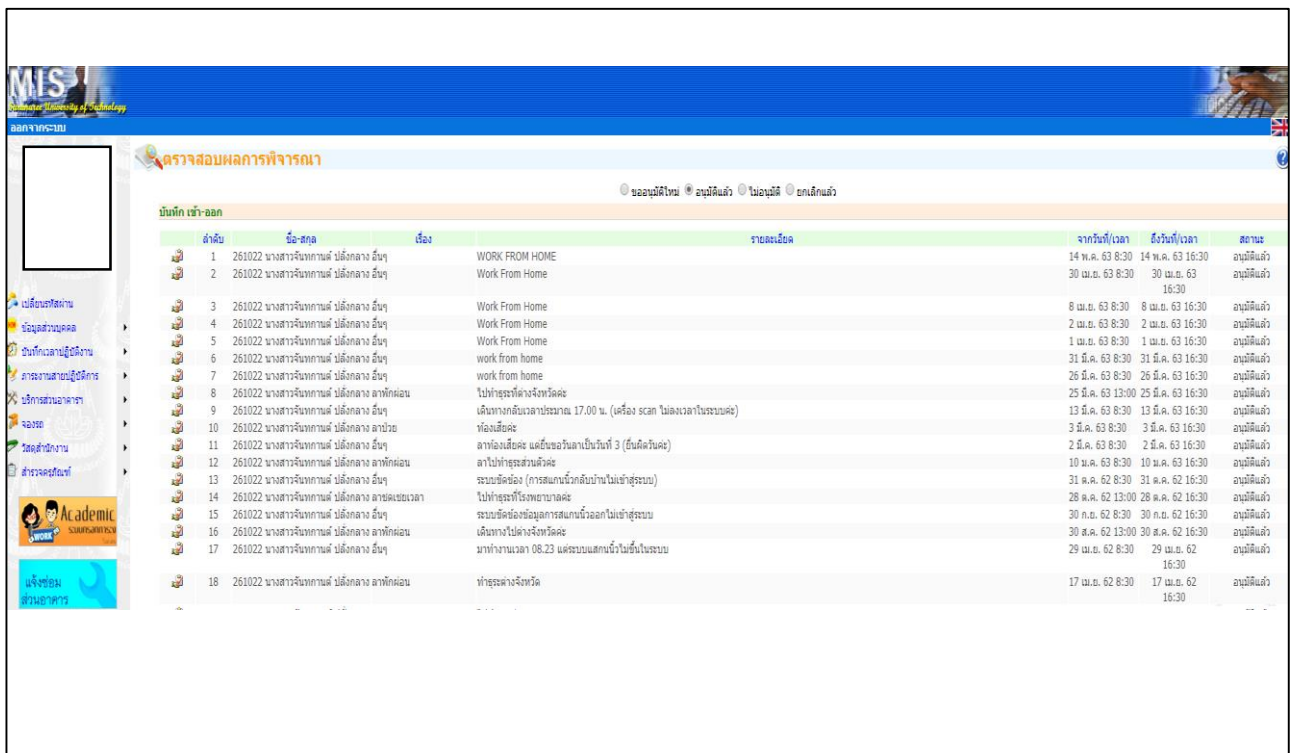 MIS
Suranaree University of Technology
ออกจากระบบ
ตรวจสอบผลการพิจารณา
ขออนุมัติใหม่ อนุมัติแล้ว ไม่อนุมัติ ยกเลิกแล้ว
บันทึก เข้า-ออก
ลำดับ ชื่อ-สกุล เรื่อง รายละเอียด จากวันที่/เวลา ถึงวันที่/เวลา สถานะ
1 261022 นางสาวจันทกานต์ ปลั่งกลาง อื่นๆ WORK FROM HOME 14 พ.ค. 63 8:30 14 พ.ค. 63 16:30 อนุมัติแล้ว
2 261022 นางสาวจันทกานต์ ปลั่งกลาง อื่นๆ Work From Home 30 เม.ย. 63 8:30 30 เม.ย. 63 อนุมัติแล้ว
16:30
3 261022 นางสาวจันทกานต์ ปลั่งกลาง อื่นๆ Work From Home 8 เม.ย. 63 8:30 8 เม.ย. 63 16:30 อนุมัติแล้ว
4 261022 นางสาวจันทกานต์ ปลั่งกลาง อื่นๆ Work From Home 2 เม.ย. 63 8:30 2 เม.ย. 63 16:30 อนุมัติแล้ว
5 261022 นางสาวจันทกานต์ ปลั่งกลาง อื่นๆ Work From Home 1 เม.ย. 63 8:30 1 เม.ย. 63 16:30 อนุมัติแล้ว
6 261022 นางสาวจันทกานต์ ปลั่งกลาง อื่นๆ work from home 31 มี.ค. 63 8:30 31 มี.ค. 63 16:30 อนุมัติแล้ว
7 261022 นางสาวจันทกานต์ ปลั่งกลาง อื่นๆ work from home 26 มี.ค. 63 8:30 26 มี.ค. 63 16:30 อนุมัติแล้ว
8 261022 นางสาวจันทกานต์ ปลั่งกลาง ลาพักผ่อน ไปทำธุระที่ต่างจังหวัดค่ะ 25 มี.ค. 63 13:00 25 มี.ค. 63 16:30 อนุมัติแล้ว
9 261022 นางสาวจันทกานต์ ปลั่งกลาง อื่นๆ เดินทางกลับเวลาประมาณ 17.00 น. (เครื่อง scan ไม่ลงเวลาในระบบค่ะ) 13 มี.ค. 63 8:30 13 มี.ค. 63 16:30 อนุมัติแล้ว
10 261022 นางสาวจันทกานต์ ปลั่งกลาง ลาป่วย ท้องเสียค่ะ 3 มี.ค. 63 8:30 3 มี.ค. 63 16:30 อนุมัติแล้ว
11 261022 นางสาวจันทกานต์ ปลั่งกลาง อื่นๆ ลาท้องเสียค่ะ แต่ยื่นขอวันลาเป็นวันที่ 3 (ยื่นผิดวันค่ะ) 2 มี.ค. 63 8:30 2 มี.ค. 63 16:30 อนุมัติแล้ว
12 261022 นางสาวจันทกานต์ ปลั่งกลาง ลาพักผ่อน ลาไปทำธุระส่วนตัวค่ะ 10 ม.ค. 63 8:30 10 ม.ค. 63 16:30 อนุมัติแล้ว
13 261022 นางสาวจันทกานต์ ปลั่งกลาง อื่นๆ ระบบขัดข้อง (การสแกนนิ้วกลับบ้านไม่เข้าสู่ระบบ) 31 ต.ค. 62 8:30 31 ต.ค. 62 16:30 อนุมัติแล้ว
14 261022 นางสาวจันทกานต์ ปลั่งกลาง ลาชดเชยเวลา ไปทำธุระที่โรงพยาบาลค่ะ 28 ต.ค. 62 13:00 28 ต.ค. 62 16:30 อนุมัติแล้ว
15 261022 นางสาวจันทกานต์ ปลั่งกลาง อื่นๆ ระบบขัดข้องข้อมูลการสแกนนิ้วออกไม่เข้าสู่ระบบ 30 ก.ย. 62 8:30 30 ก.ย. 62 16:30 อนุมัติแล้ว
16 261022 นางสาวจันทกานต์ ปลั่งกลาง ลาพักผ่อน เดินทางไปต่างจังหวัดค่ะ 30 ส.ค. 62 13:00 30 ส.ค. 62 16:30 อนุมัติแล้ว
17 261022 นางสาวจันทกานต์ ปลั่งกลาง อื่นๆ มาทำงานเวลา 08.23 แต่ระบบแสกนนิ้วไม่ขึ้นในระบบ 29 เม.ย. 62 8:30 29 เม.ย. 62 อนุมัติแล้ว
16:30
18 261022 นางสาวจันทกานต์ ปลั่งกลาง ลาพักผ่อน ทำธุระต่างจังหวัด 17 เม.ย. 62 8:30 17 เม.ย. 62 อนุมัติแล้ว
16:30
เปลี่ยนรหัสผ่าน
ข้อมูลส่วนบุคคล
บันทึกเวลาปฏิบัติงาน
ภาระงานสายปฏิบัติการ
บริการส่วนอาคารฯ
จองรถ
วัสดุสำนักงาน
สำรวจครุภัณฑ์
Academic
WORK
แจ้งซ่อม
ส่วนอาคาร